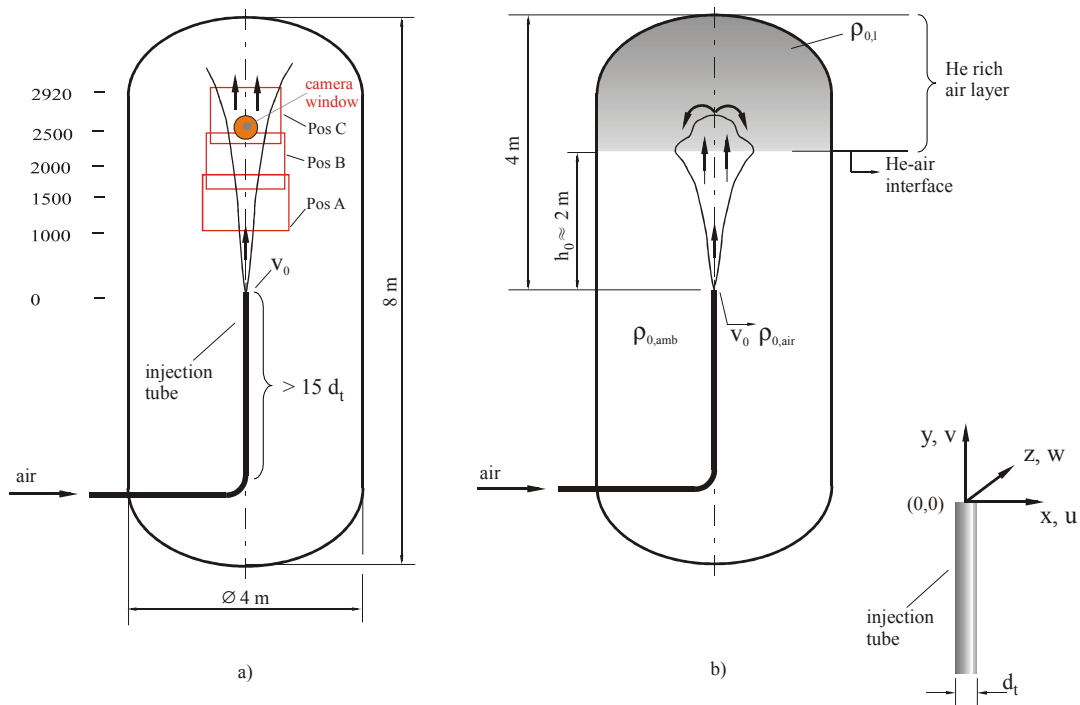 camera
window
2920
Pos C
2500
Pos B
2000
1500
Pos A
1000
v₀
0
8 m
injection
tube
> 15 dₜ
air
Ø 4 m
a)
ρ₀,ₗ
He rich
air layer
4 m
He-air
interface
h₀ ≈ 2 m
ρ₀,amb
v₀ ρ₀,air
air
b)
y, v
z, w
(0,0)
x, u
injection
tube
dₜ